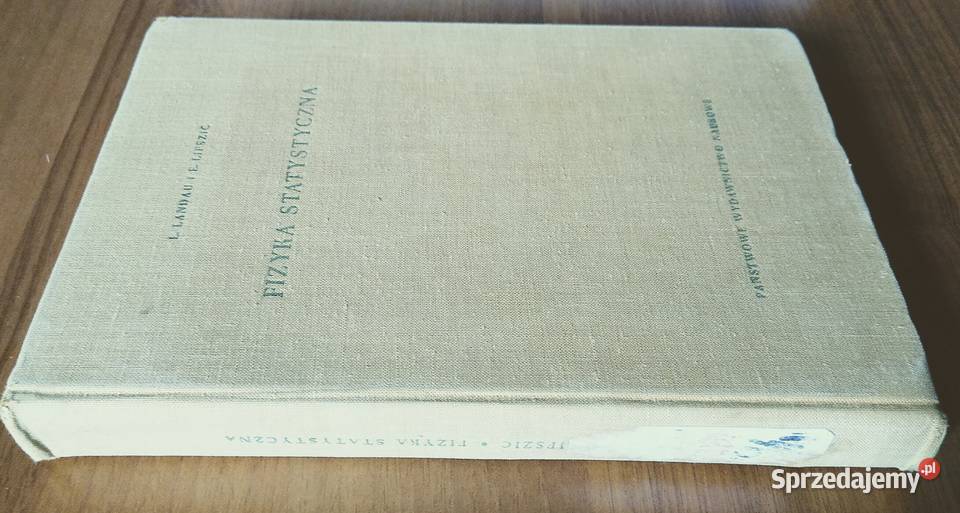 L. LANDAU I E. LIFSZIC
FIZYKA STATYSTYCZNA
PAŃSTWOWE WYDAWNICTWO NAUKOWE
IFSZIC • FIZYKA STATYSTYCZNA
Sprzedajemy.pl